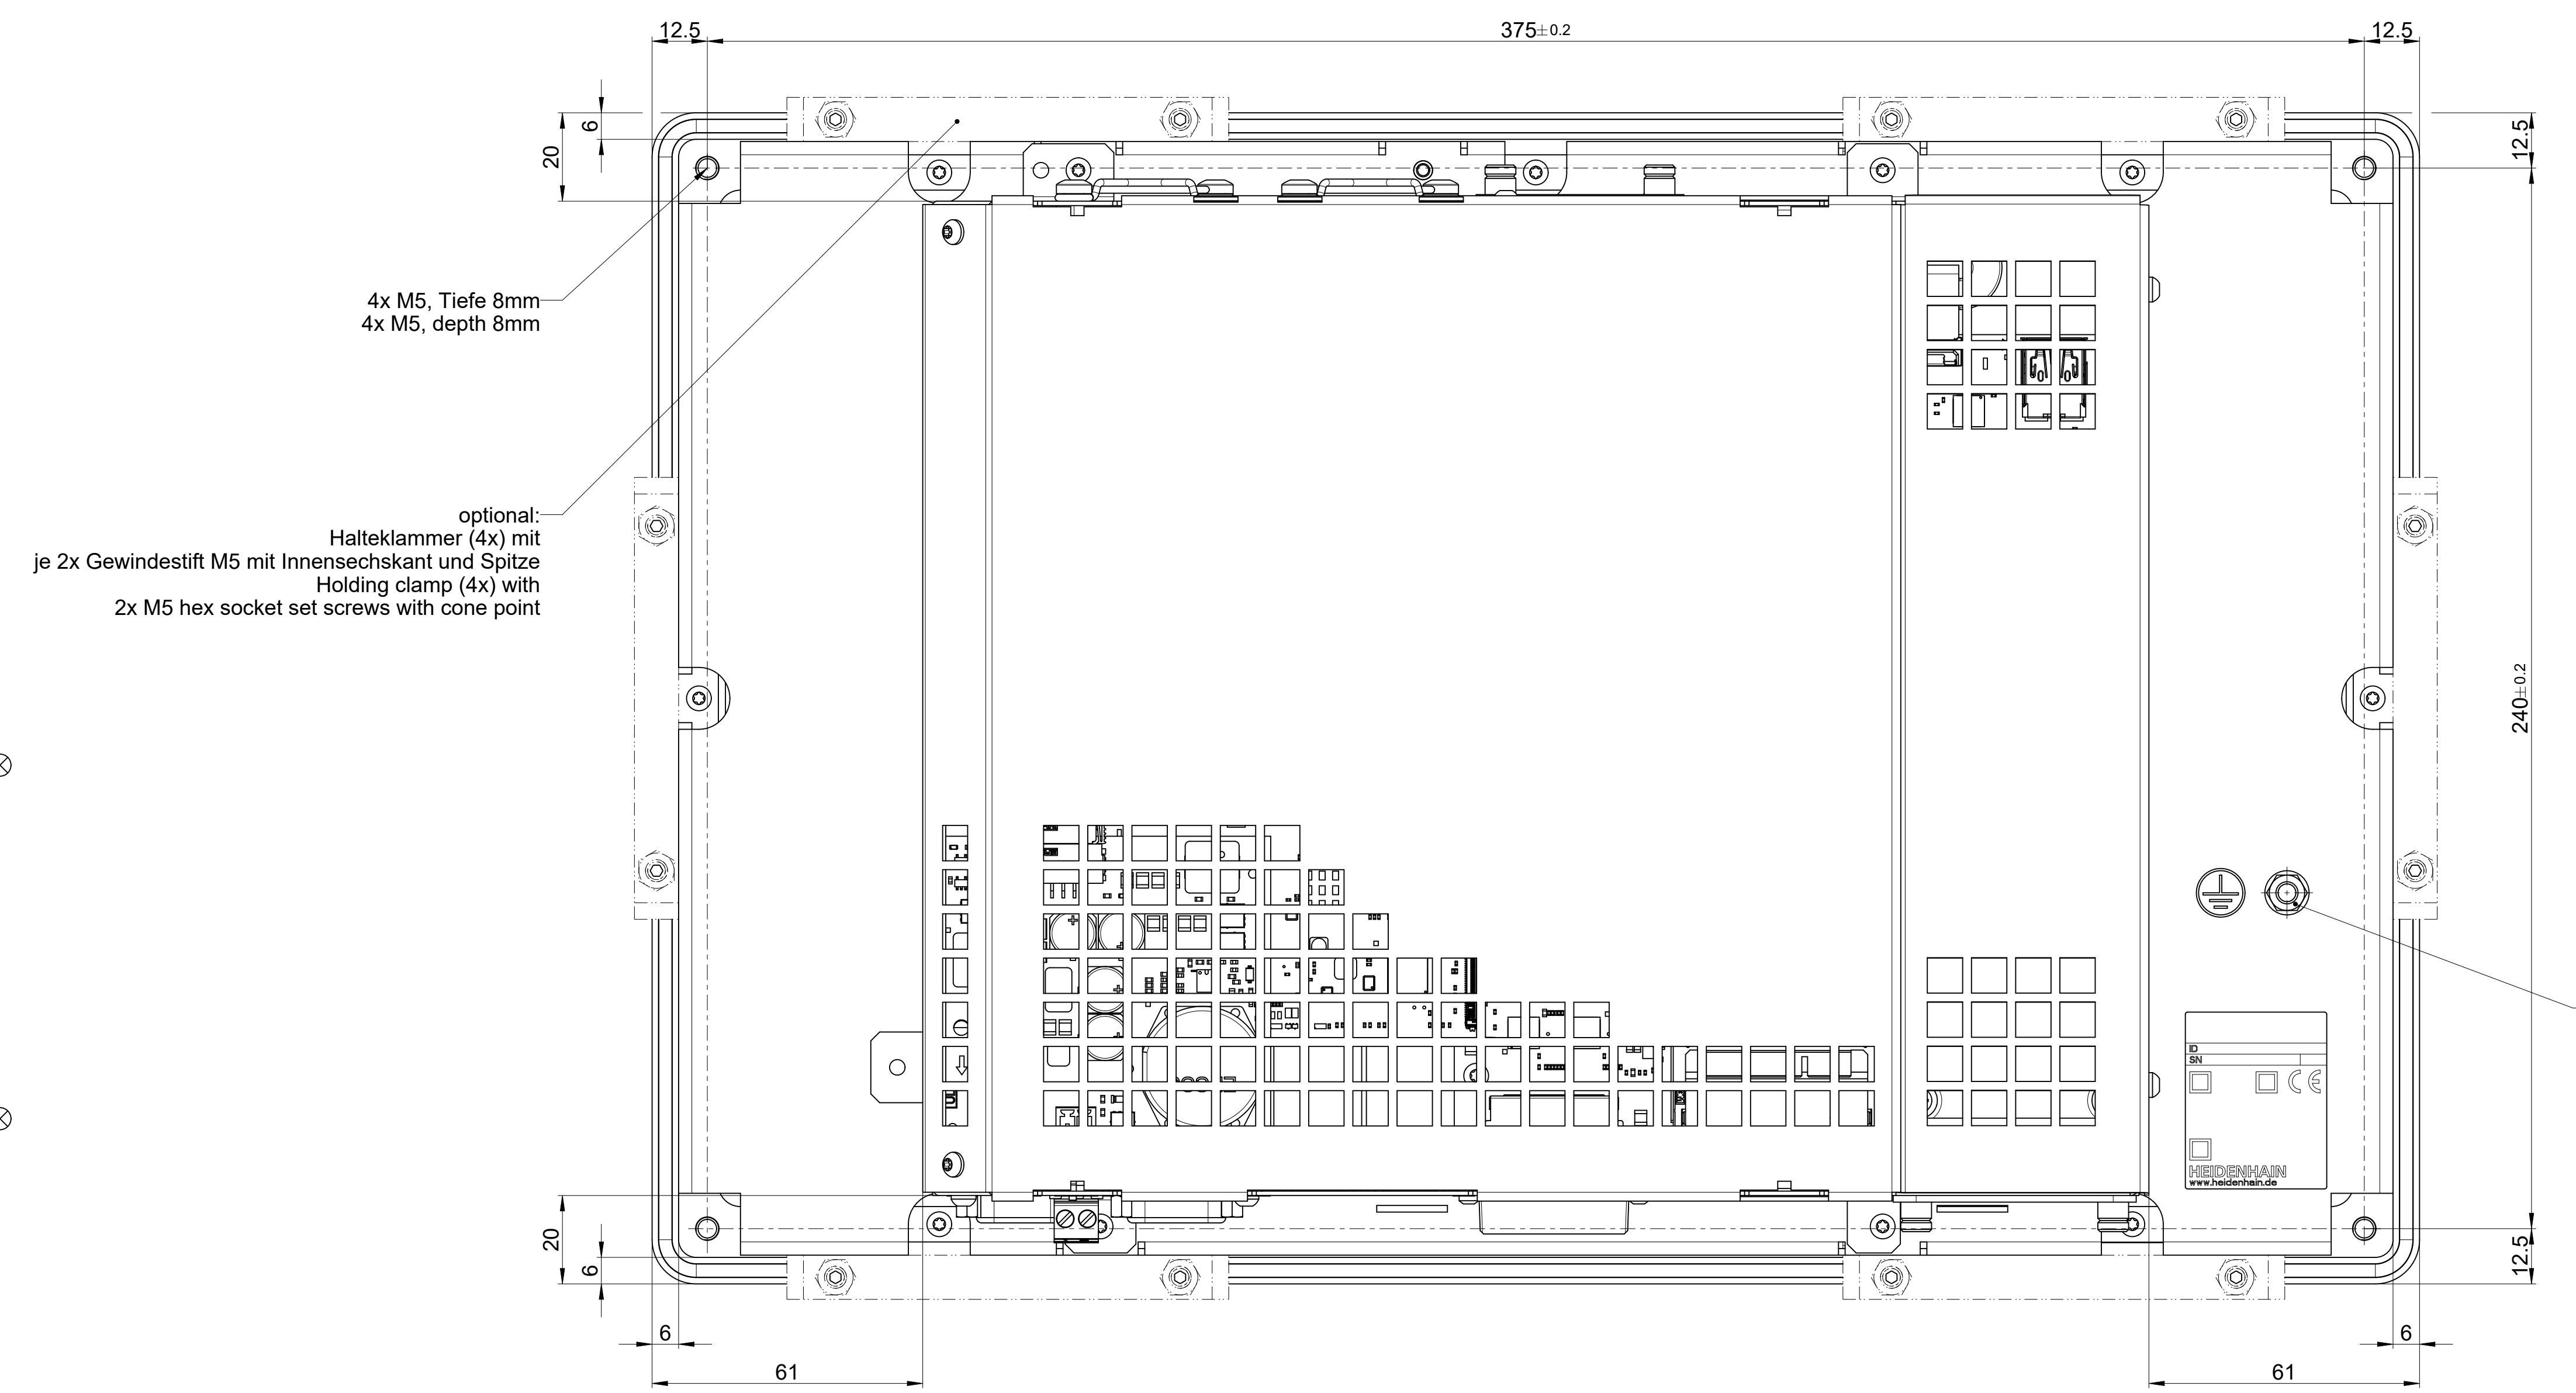 12.5
375±0.2
12.5
6
20
12.5
4x M5, Tiefe 8mm
4x M5, depth 8mm
optional:
Halteklammer (4x) mit
je 2x Gewindestift M5 mit Innensechskant und Spitze
Holding clamp (4x) with
2x M5 hex socket set screws with cone point
240±0.2
ID
SN
CE
HEIDENHAIN
www.heidenhain.de
20
6
12.5
6
6
61
61